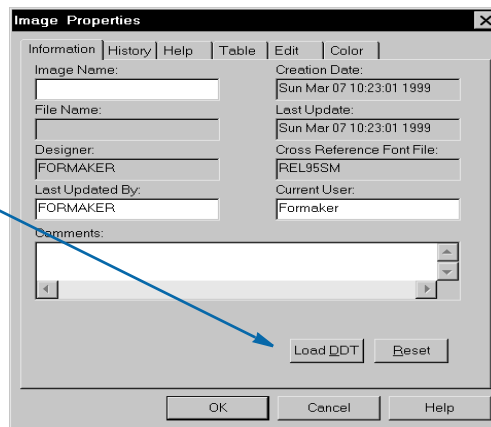 Image Properties
Information History Help Table Edit Color
Image Name:
Creation Date:
Sun Mar 07 10:23:01 1999
File Name:
Last Update:
Sun Mar 07 10:23:01 1999
Designer:
Cross Reference Font File:
FORMAKER
REL95SM
Last Updated By:
Current User:
FORMAKER
Formaker
Comments:
Load DDT
Reset
OK
Cancel
Help